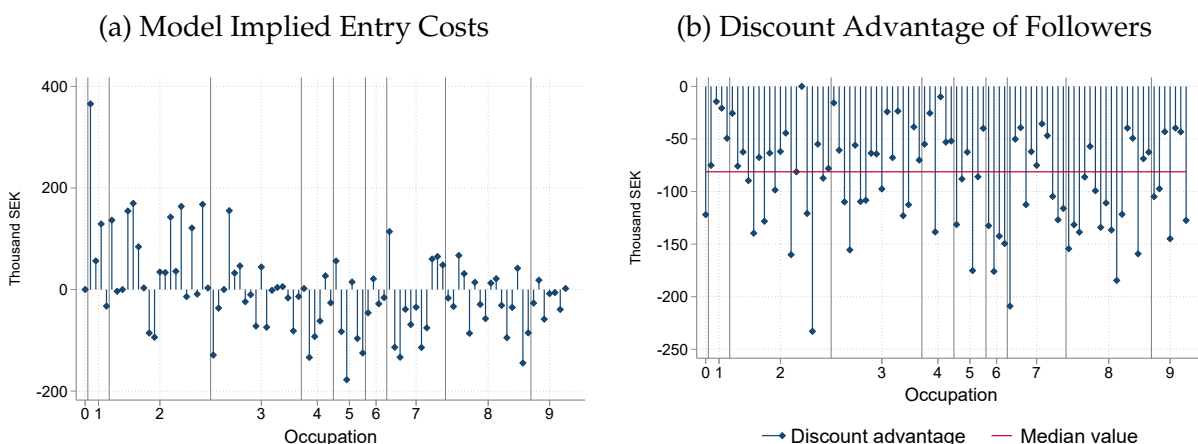 (a) Model Implied Entry Costs
400
200
0
-200
Thousand SEK
0 1 2 3 4 5 6 7 8 9
Occupation
(b) Discount Advantage of Followers
0
-50
-100
-150
-200
-250
Thousand SEK
0 1 2 3 4 5 6 7 8 9
Occupation
Discount advantage Median value